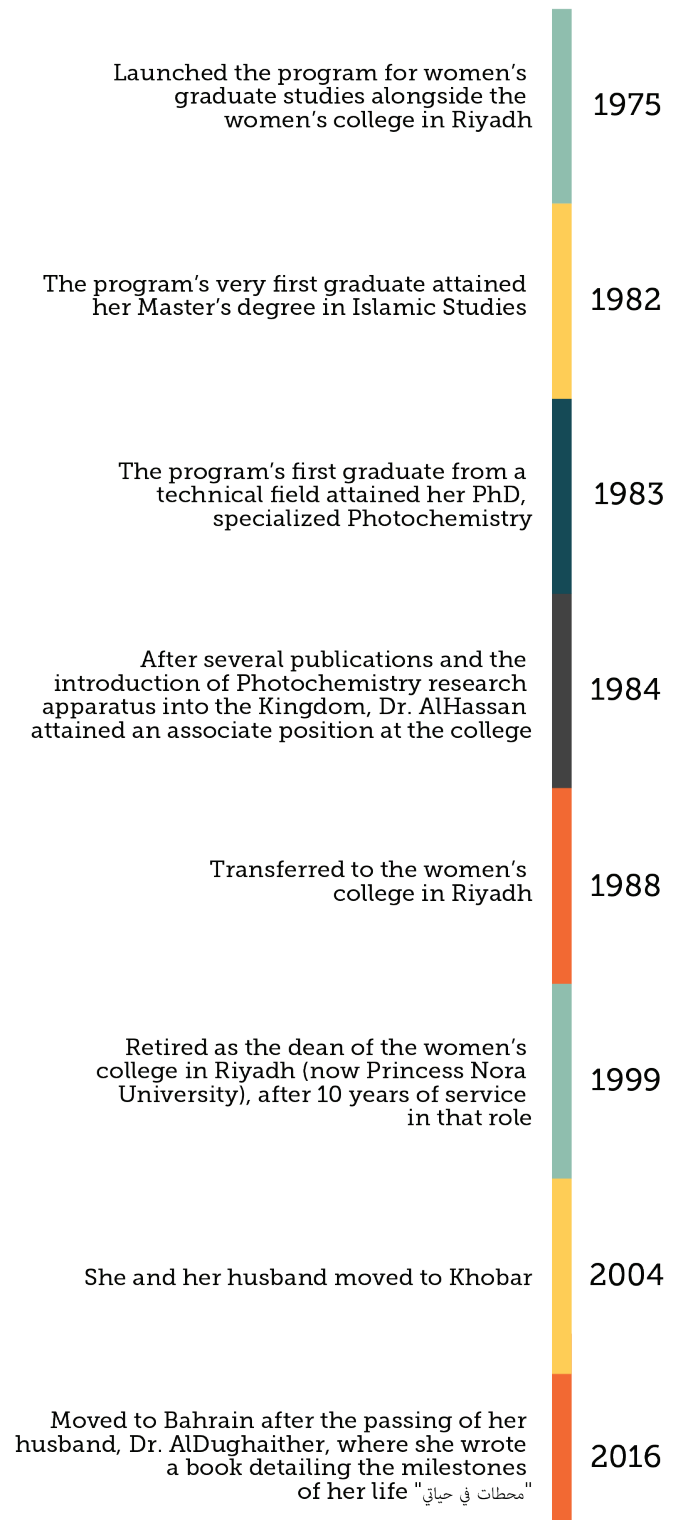 Launched the program for women's
graduate studies alongside the
women's college in Riyadh
1975
The program's very first graduate attained
her Master's degree in Islamic Studies
1982
The program's first graduate from a
technical field attained her PhD,
specialized Photochemistry
1983
After several publications and the
introduction of Photochemistry research
apparatus into the Kingdom, Dr. AlHassan
attained an associate position at the college
1984
Transferred to the women's
college in Riyadh
1988
Retired as the dean of the women's
college in Riyadh (now Princess Nora
University), after 10 years of service
in that role
1999
She and her husband moved to Khobar
2004
Moved to Bahrain after the passing of her
husband, Dr. AlDughaither, where she wrote
a book detailing the milestones
of her life "محطات في حياتي"
2016